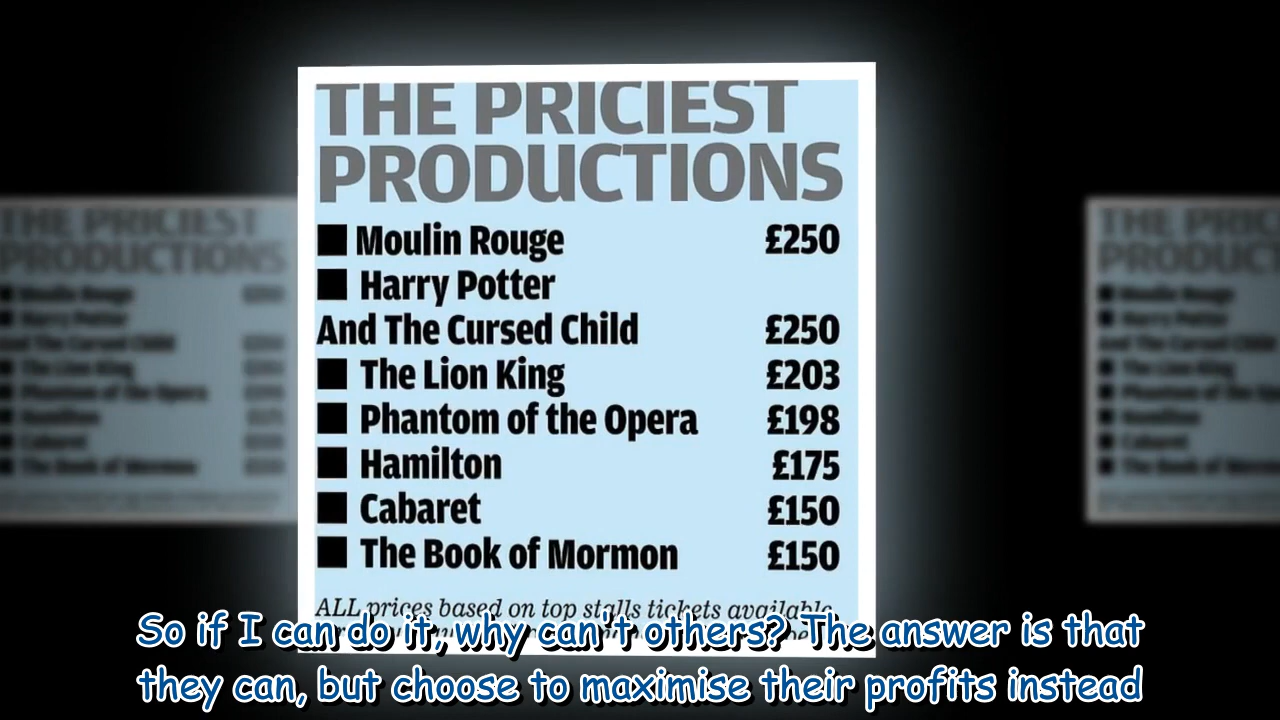 THE PRICIEST
PRODUCTIONS
■ Moulin Rouge £250
■ Harry Potter
And The Cursed Child £250
■ The Lion King £203
■ Phantom of the Opera £198
■ Hamilton £175
■ Cabaret £150
■ The Book of Mormon £150
ALL prices based on top stalls tickets available
So if I can do it, why can't others? The answer is that
they can, but choose to maximise their profits instead